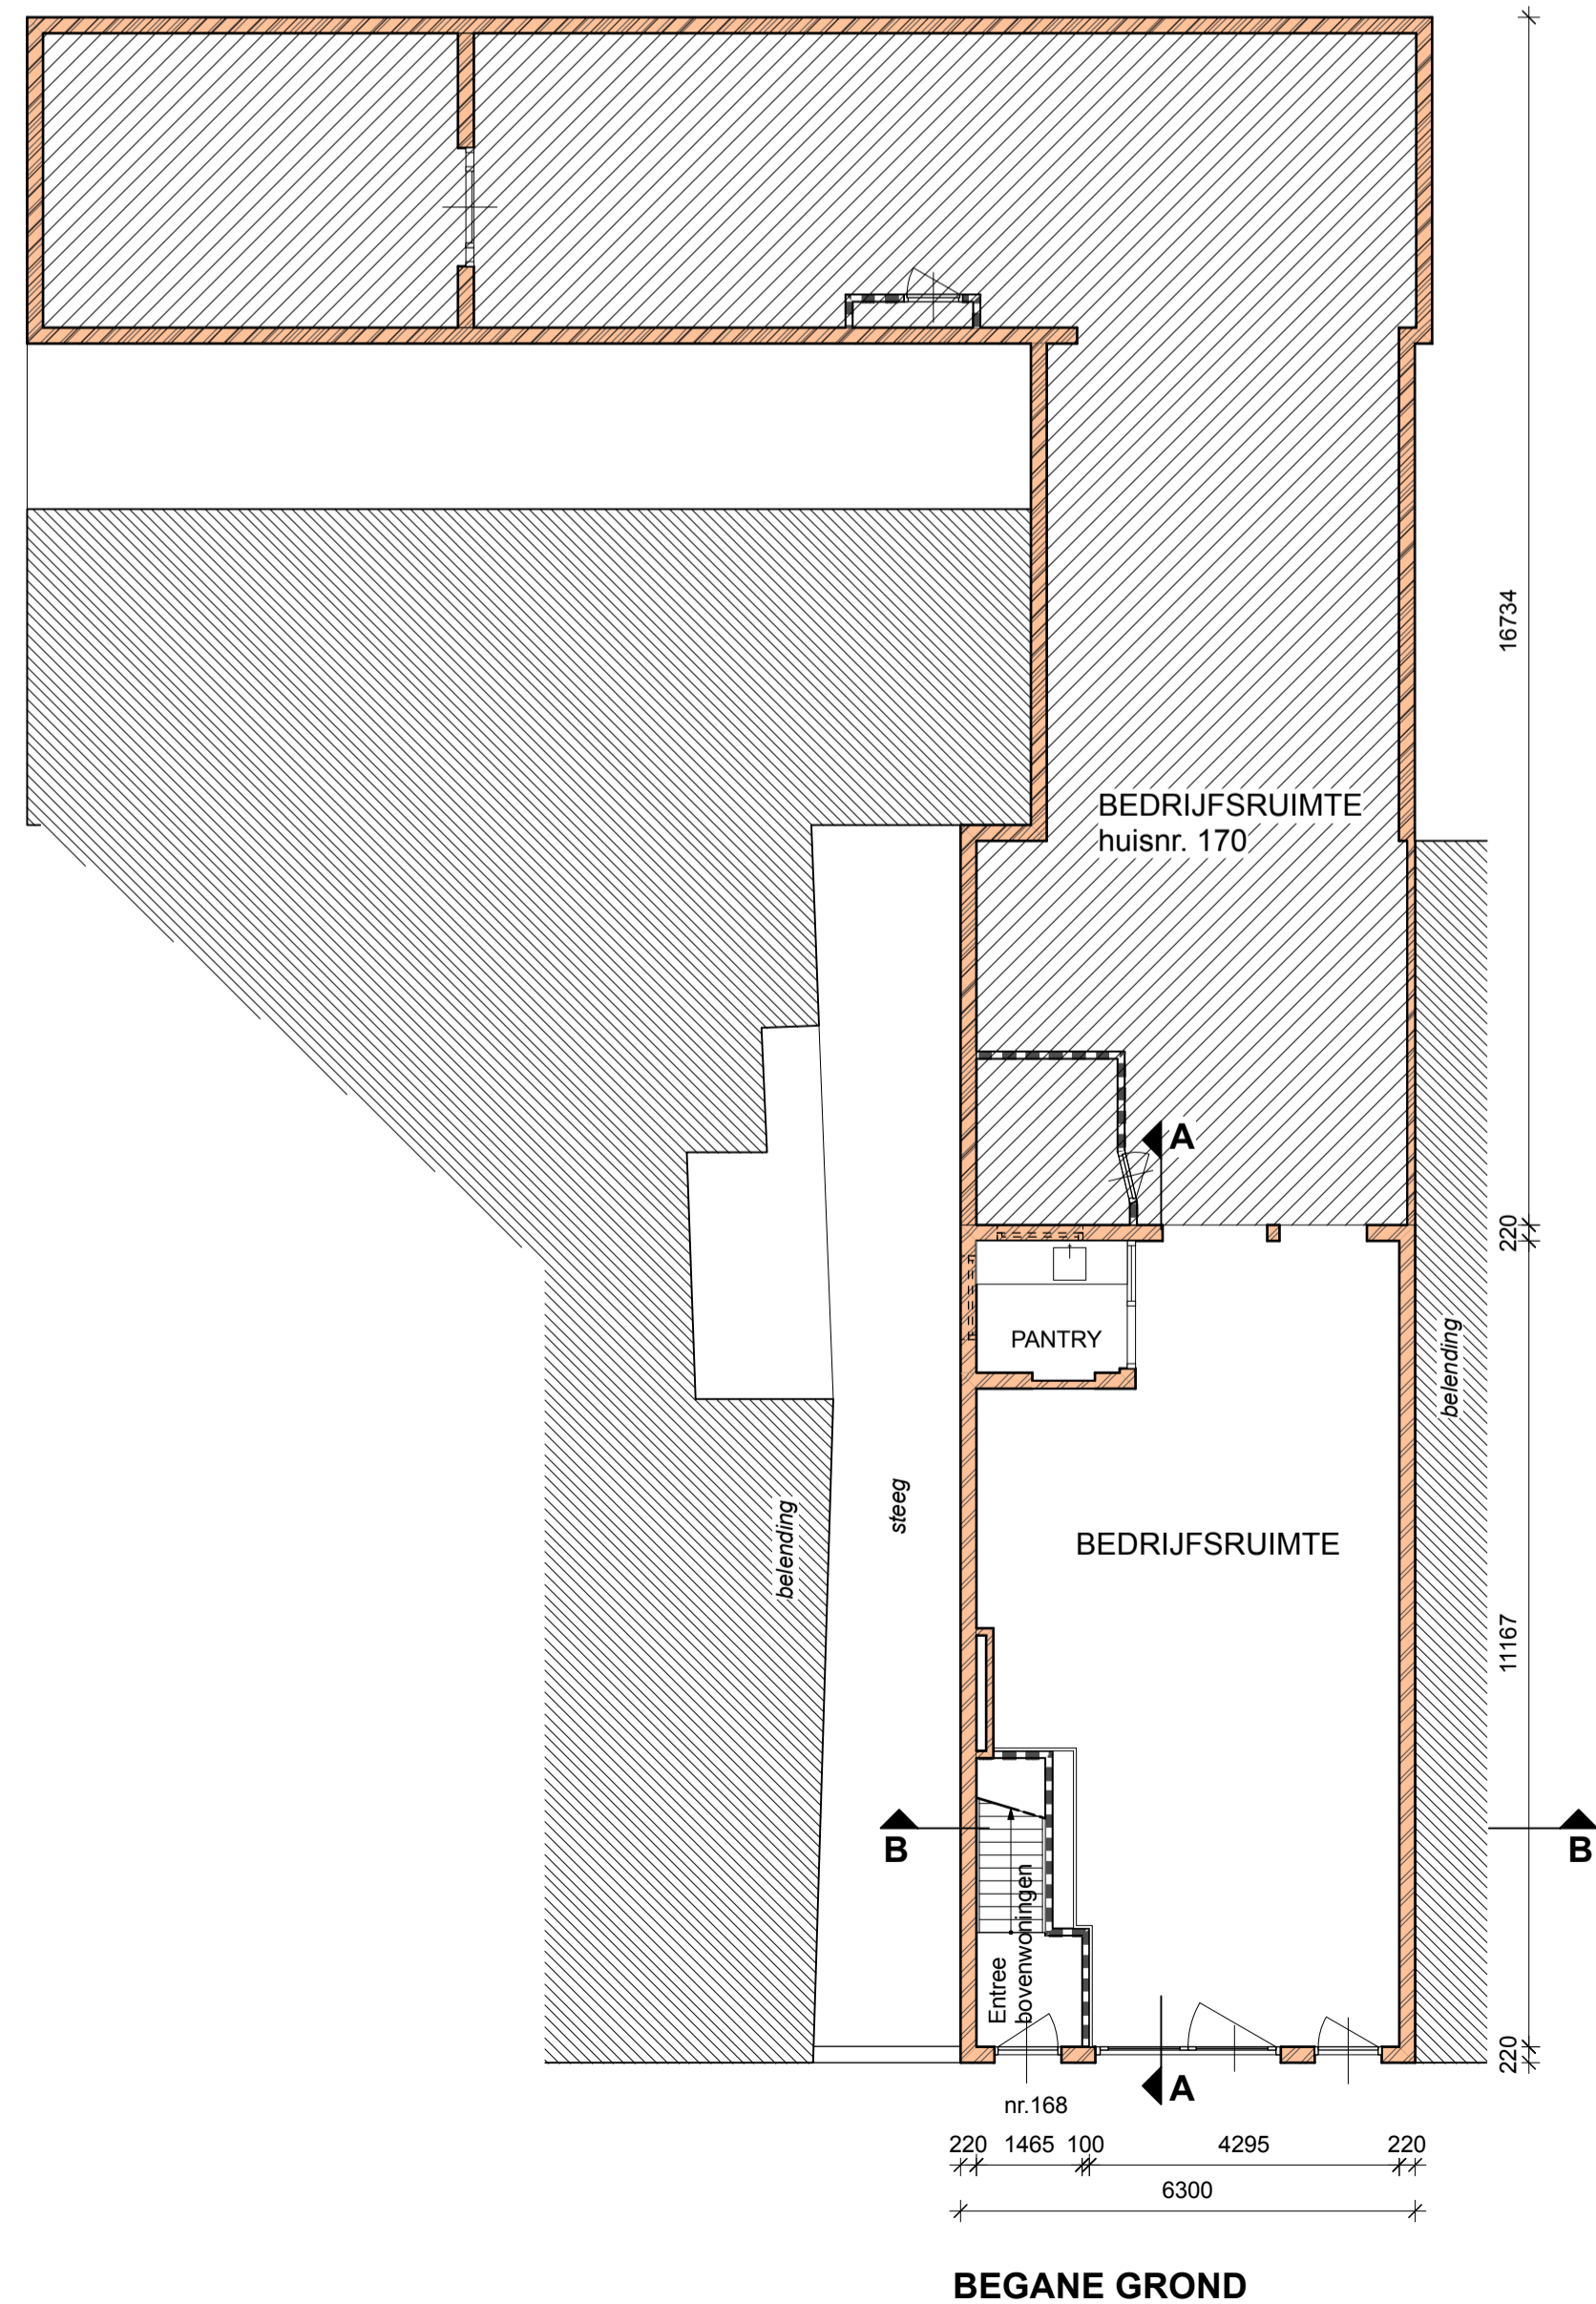 16734
BEDRIJFSRUIMTE
huisnr. 170
A
220
PANTRY
belending
belending
steeg
BEDRIJFSRUIMTE
11167
B
B
Entree
bovenwoningen
220
A
nr.168
220 1465 100 4295 220
6300
BEGANE GROND